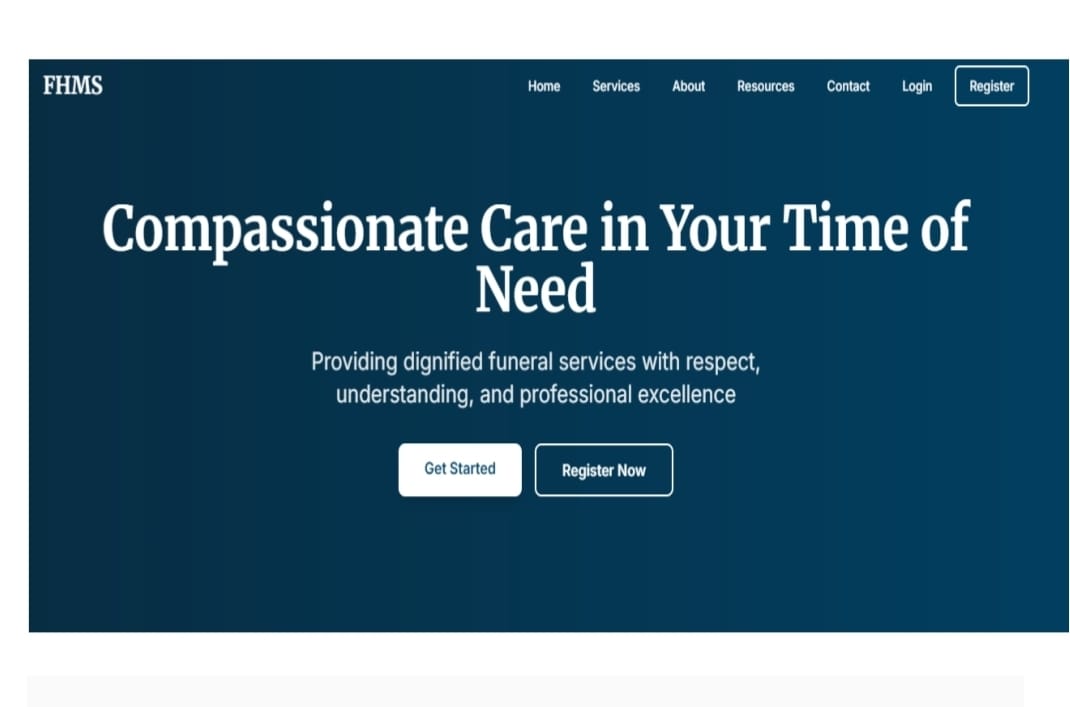 FHMS
Home Services About Resources Contact Login Register
Compassionate Care in Your Time of
Need
Providing dignified funeral services with respect,
understanding, and professional excellence
Get Started Register Now